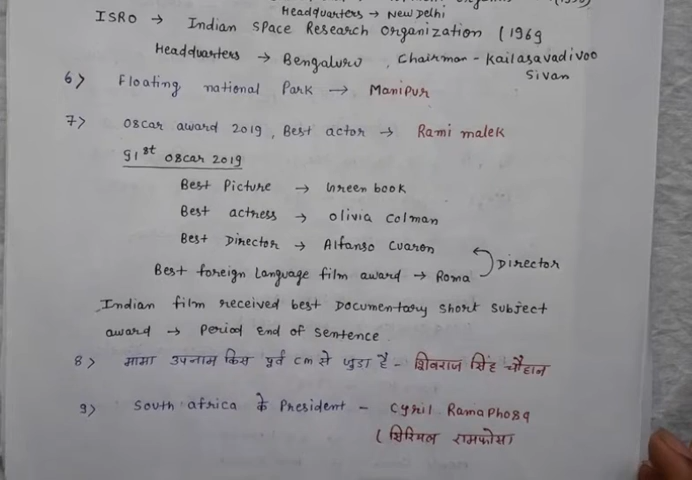 Headquarters → New Delhi
ISRO → Indian Space Research Organization (1969
Headquarters → Bengaluru, Chairman - Kailasavadivoo
Sivan
6> Floating national Park → Manipur
7> Oscar award 2019, Best actor → Rami malek
91st Oscar 2019
Best Picture → Green book
Best actress → Olivia Colman
Best Director → Alfanso Cuaron
Director
Best foreign Language film award → Roma
Indian film received best Documentary short subject
award → Period End of Sentence
8> मामा उपनाम किस पूर्व cm से जुड़ा है - शिवराज सिंह चौहान
9> South africa के President - Cyril Ramaphosa
(सिरियल रामफोसा